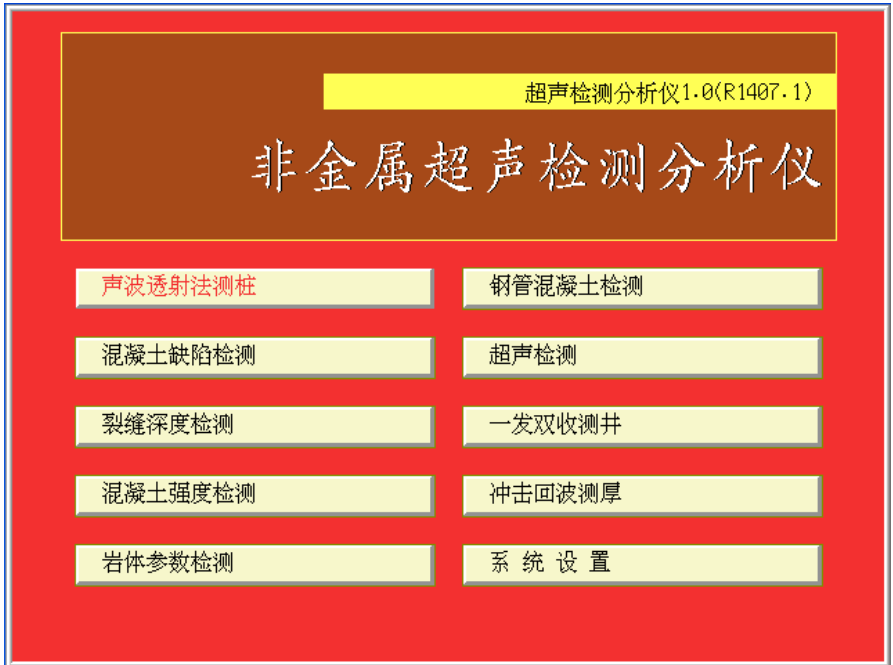 超声检测分析仪1.0(R1407.1)
非金属超声检测分析仪
声波透射法测桩
钢管混凝土检测
混凝土缺陷检测
超声检测
裂缝深度检测
一发双收测井
混凝土强度检测
冲击回波测厚
岩体参数检测
系 统 设 置